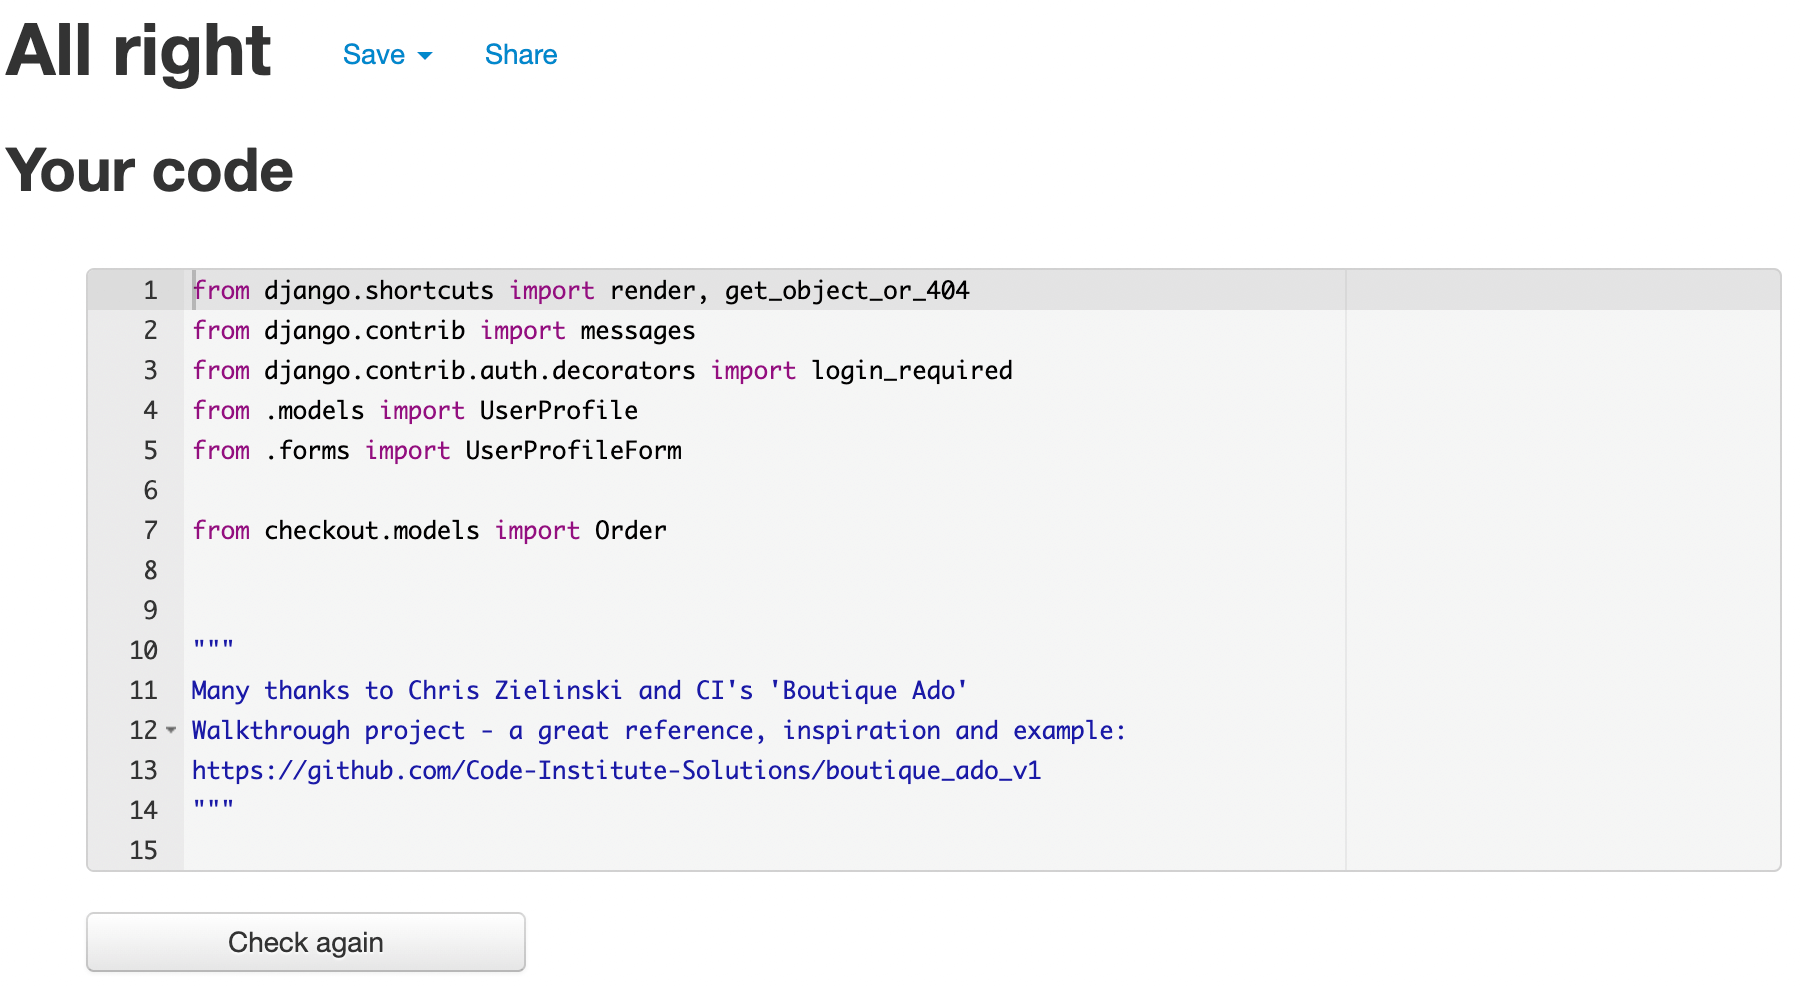 All right
Save
Share
Your code
1 from django.shortcuts import render, get_object_or_404
2 from django.contrib import messages
3 from django.contrib.auth.decorators import login_required
4 from .models import UserProfile
5 from .forms import UserProfileForm
6
7 from checkout.models import Order
8
9
10 """
11 Many thanks to Chris Zielinski and CI's 'Boutique Ado'
12 Walkthrough project - a great reference, inspiration and example:
13 https://github.com/Code-Institute-Solutions/boutique_ado_v1
14 """
15
Check again